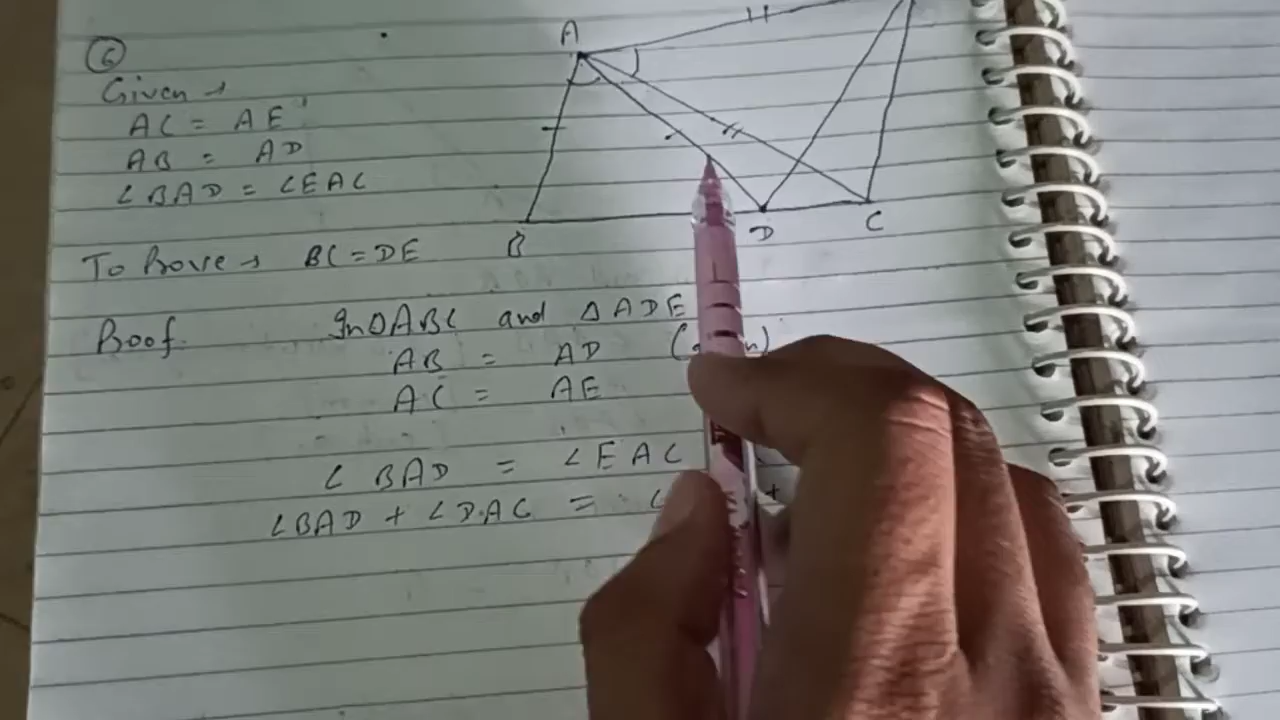 6
Given →
AC = AE
AB = AD
∠BAD = ∠EAC
To Prove → BC = DE
Proof. In ΔABC and ΔADE
AB = AD
AC = AE
∠BAD = ∠EAC
∠BAD + ∠DAC = ∠ +
A
B
D
C